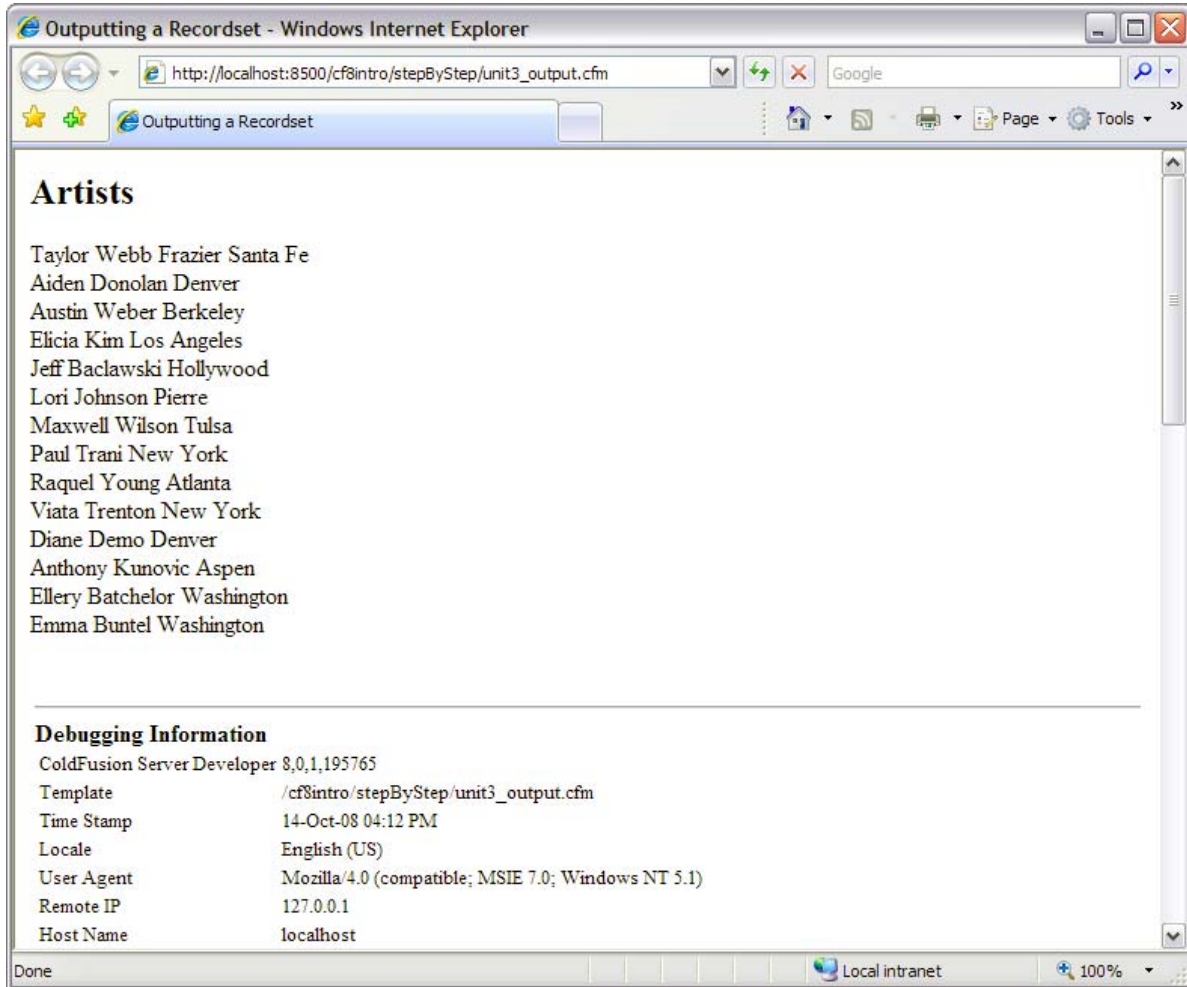 Outputting a Recordset - Windows Internet Explorer
http://localhost:8500/cf8intro/stepByStep/unit3_output.cfm
Google
Outputting a Recordset
Page
Tools
»
Artists
Taylor Webb Frazier Santa Fe
Aiden Donolan Denver
Austin Weber Berkeley
Elicia Kim Los Angeles
Jeff Baclawski Hollywood
Lori Johnson Pierre
Maxwell Wilson Tulsa
Paul Trani New York
Raquel Young Atlanta
Viata Trenton New York
Diane Demo Denver
Anthony Kunovic Aspen
Ellery Batchelor Washington
Emma Buntel Washington
Debugging Information
ColdFusion Server Developer 8,0,1,195765
Template /cf8intro/stepByStep/unit3_output.cfm
Time Stamp 14-Oct-08 04:12 PM
Locale English (US)
User Agent Mozilla/4.0 (compatible; MSIE 7.0; Windows NT 5.1)
Remote IP 127.0.0.1
Host Name localhost
Done
Local intranet
100%